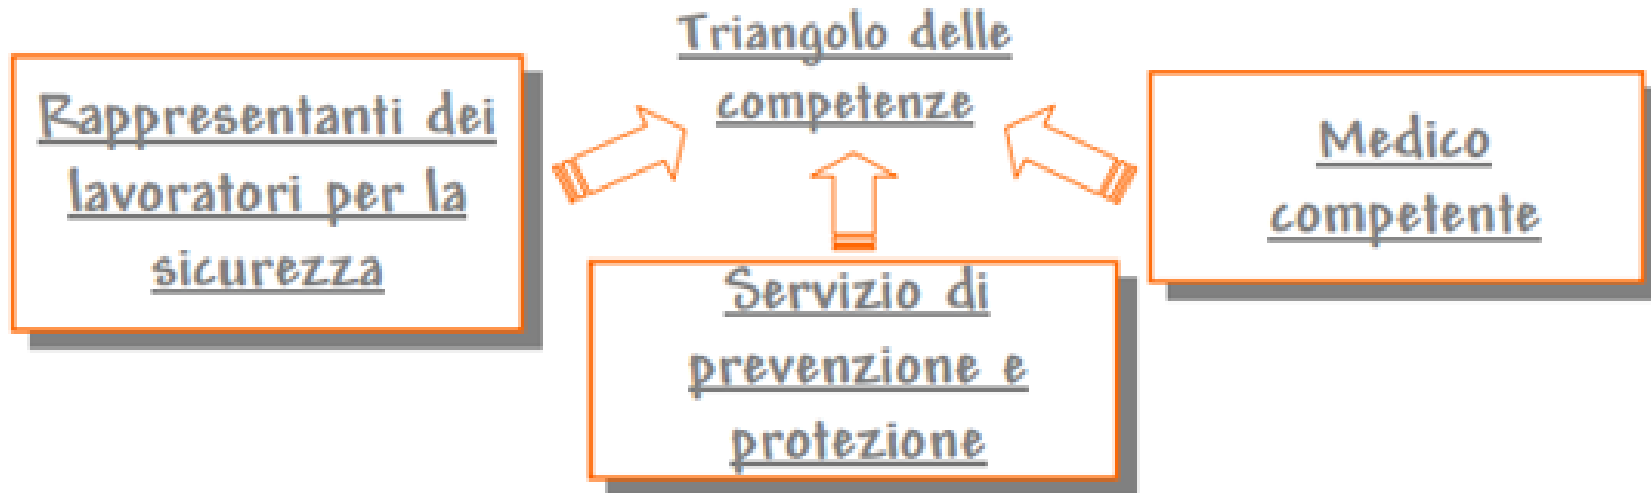 Triangolo delle
competenze
Rappresentanti dei
lavoratori per la
sicurezza
Medico
competente
Servizio di
prevenzione e
protezione